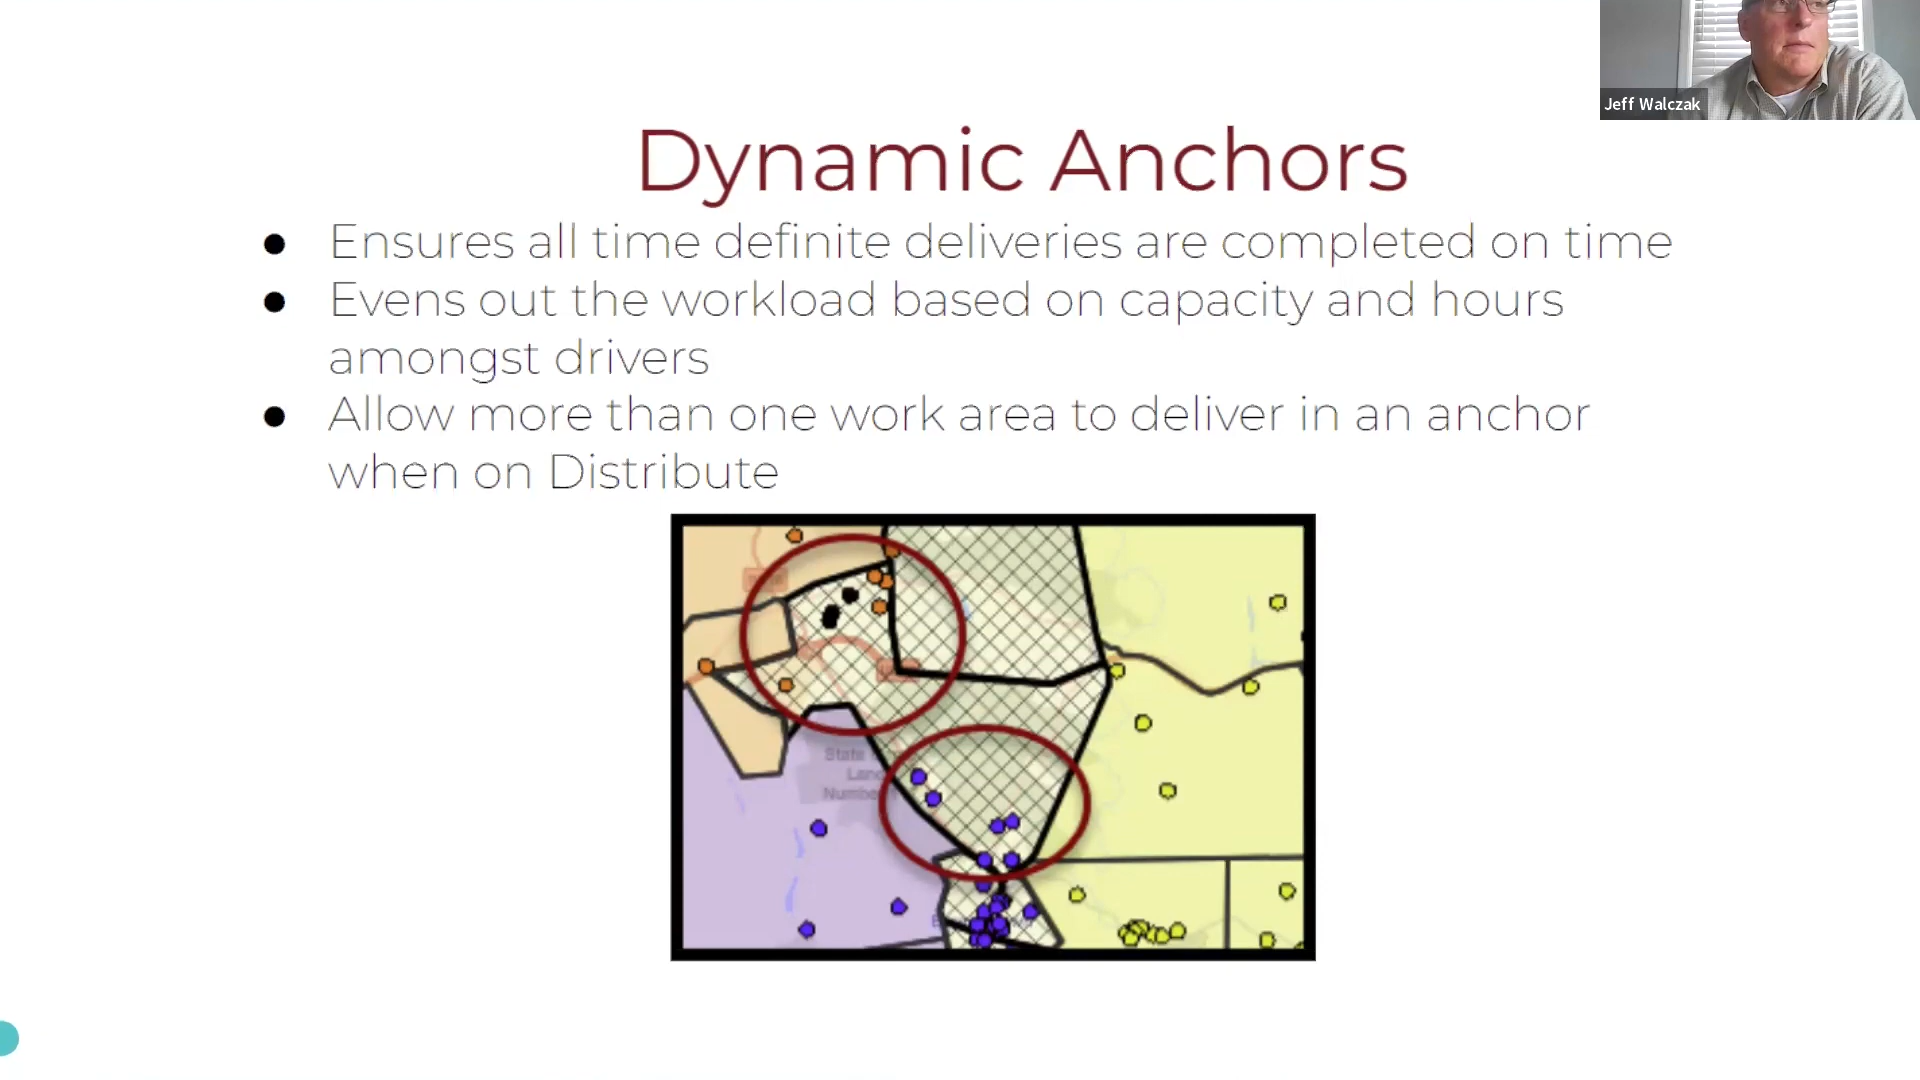 Jeff Walczak
Dynamic Anchors
Ensures all time definite deliveries are completed on time
Evens out the workload based on capacity and hours
amongst drivers
Allow more than one work area to deliver in an anchor
when on Distribute
State
Land
Number